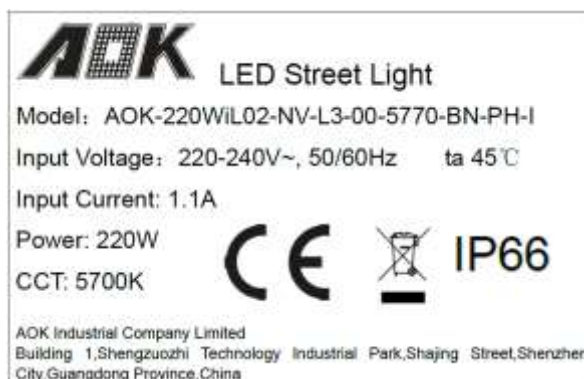 AOK LED Street Light
Model： AOK-220WiL02-NV-L3-00-5770-BN-PH-I
Input Voltage：220-240V~, 50/60Hz ta 45℃
Input Current: 1.1A
Power: 220W
CCT: 5700K
CE IP66
AOK Industrial Company Limited
Building 1,Shengzuozhi Technology Industrial Park,Shajing Street,Shenzhen
City,Guangdong Province,China